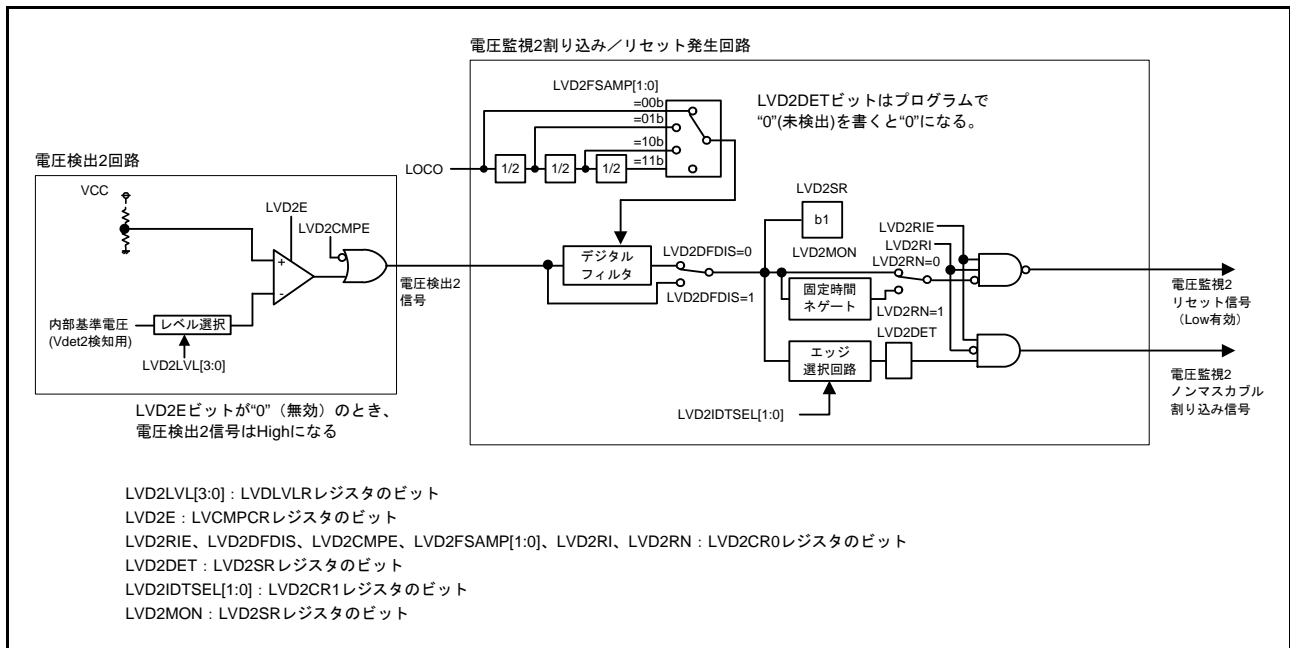 電圧監視2割り込み／リセット発生回路
LVD2FSAMP[1:0]
=00b
=01b
=10b
=11b
LOCO
1/2
1/2
1/2
LVD2DETビットはプログラムで
“0”(未検出)を書くと“0”になる。
電圧検出2回路
VCC
LVD2E
LVD2CMPE
+
-
内部基準電圧
(Vdet2検知用)
レベル選択
LVD2LVL[3:0]
電圧検出2
信号
LVD2Eビットが“0”（無効）のとき、
電圧検出2信号はHighになる
デジタル
フィルタ
LVD2DFDIS=0
LVD2DFDIS=1
LVD2SR
b1
LVD2MON
LVD2RIE
LVD2RI
LVD2RN=0
固定時間
ネゲート
LVD2RN=1
LVD2DET
エッジ
選択回路
LVD2IDTSEL[1:0]
電圧監視2
リセット信号
（Low有効）
電圧監視2
ノンマスカブル
割り込み信号
LVD2LVL[3:0]：LVDLVLRレジスタのビット
LVD2E：LVCMPCRレジスタのビット
LVD2RIE、LVD2DFDIS、LVD2CMPE、LVD2FSAMP[1:0]、LVD2RI、LVD2RN：LVD2CR0レジスタのビット
LVD2DET：LVD2SRレジスタのビット
LVD2IDTSEL[1:0]：LVD2CR1レジスタのビット
LVD2MON：LVD2SRレジスタのビット